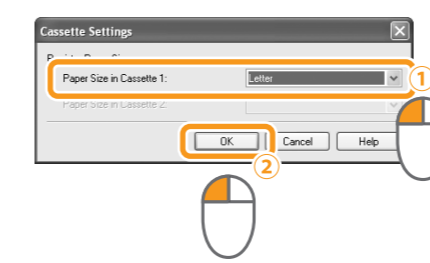 Cassette Settings
Paper Size in Cassette 1: Letter
①
Paper Size in Cassette 2:
OK Cancel Help
②